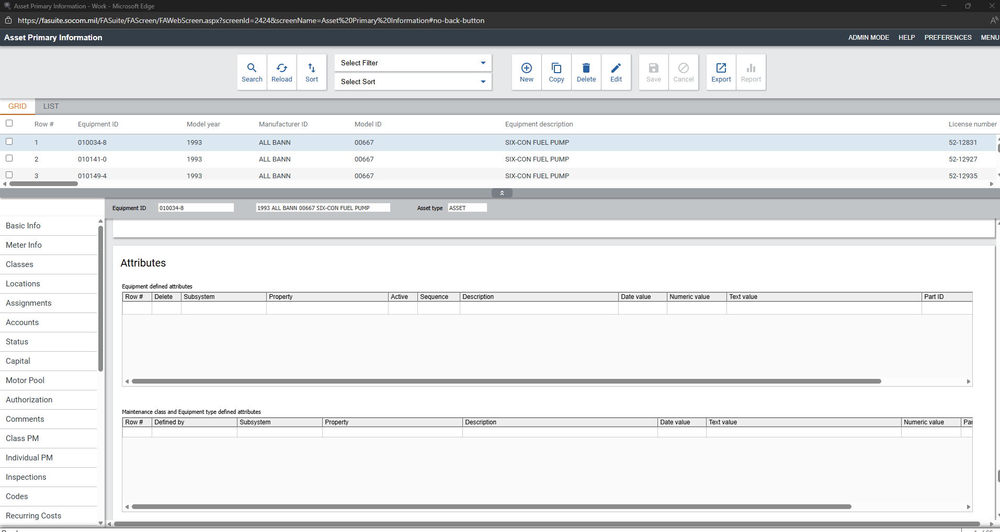 Asset Primary Information - Work - Microsoft Edge
https://fasuite.socom.mil/FASuite/FAScreen/FAWebScreen.aspx?screenId=2424&screenName=Asset%20Primary%20Information#no-back-button
Asset Primary Information ADMIN MODE HELP PREFERENCES MENU
Select Filter
Search Reload Sort New Copy Delete Edit Save Cancel Export Report
Select Sort
GRID LIST
Row # Equipment ID Model year Manufacturer ID Model ID Equipment description License number
1 010034-8 1993 ALL BANN 00667 SIX-CON FUEL PUMP 52-12831
2 010141-0 1993 ALL BANN 00667 SIX-CON FUEL PUMP 52-12927
3 010149-4 1993 ALL BANN 00667 SIX-CON FUEL PUMP 52-12935
Equipment ID 010034-8 1993 ALL BANN 00667 SIX-CON FUEL PUMP Asset type ASSET
Basic Info
Meter Info
Classes
Locations
Assignments
Accounts
Status
Capital
Motor Pool
Authorization
Comments
Class PM
Individual PM
Inspections
Codes
Recurring Costs
Attributes
Equipment defined attributes
Row # Delete Subsystem Property Active Sequence Description Date value Numeric value Text value Part ID
Maintenance class and Equipment type defined attributes
Row # Defined by Subsystem Property Description Date value Text value Numeric value Par